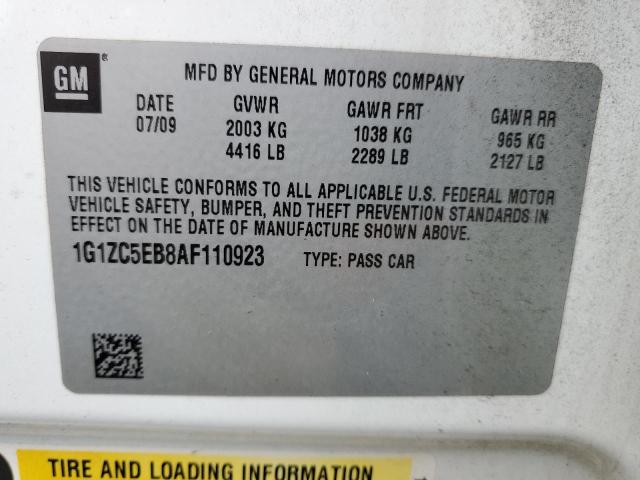 GM
MFD BY GENERAL MOTORS COMPANY
DATE GVWR GAWR FRT GAWR RR
07/09 2003 KG 1038 KG 965 KG
4416 LB 2289 LB 2127 LB
THIS VEHICLE CONFORMS TO ALL APPLICABLE U.S. FEDERAL MOTOR
VEHICLE SAFETY, BUMPER, AND THEFT PREVENTION STANDARDS IN
EFFECT ON THE DATE OF MANUFACTURE SHOWN ABOVE.
1G1ZC5EB8AF110923 TYPE: PASS CAR
TIRE AND LOADING INFORMATION